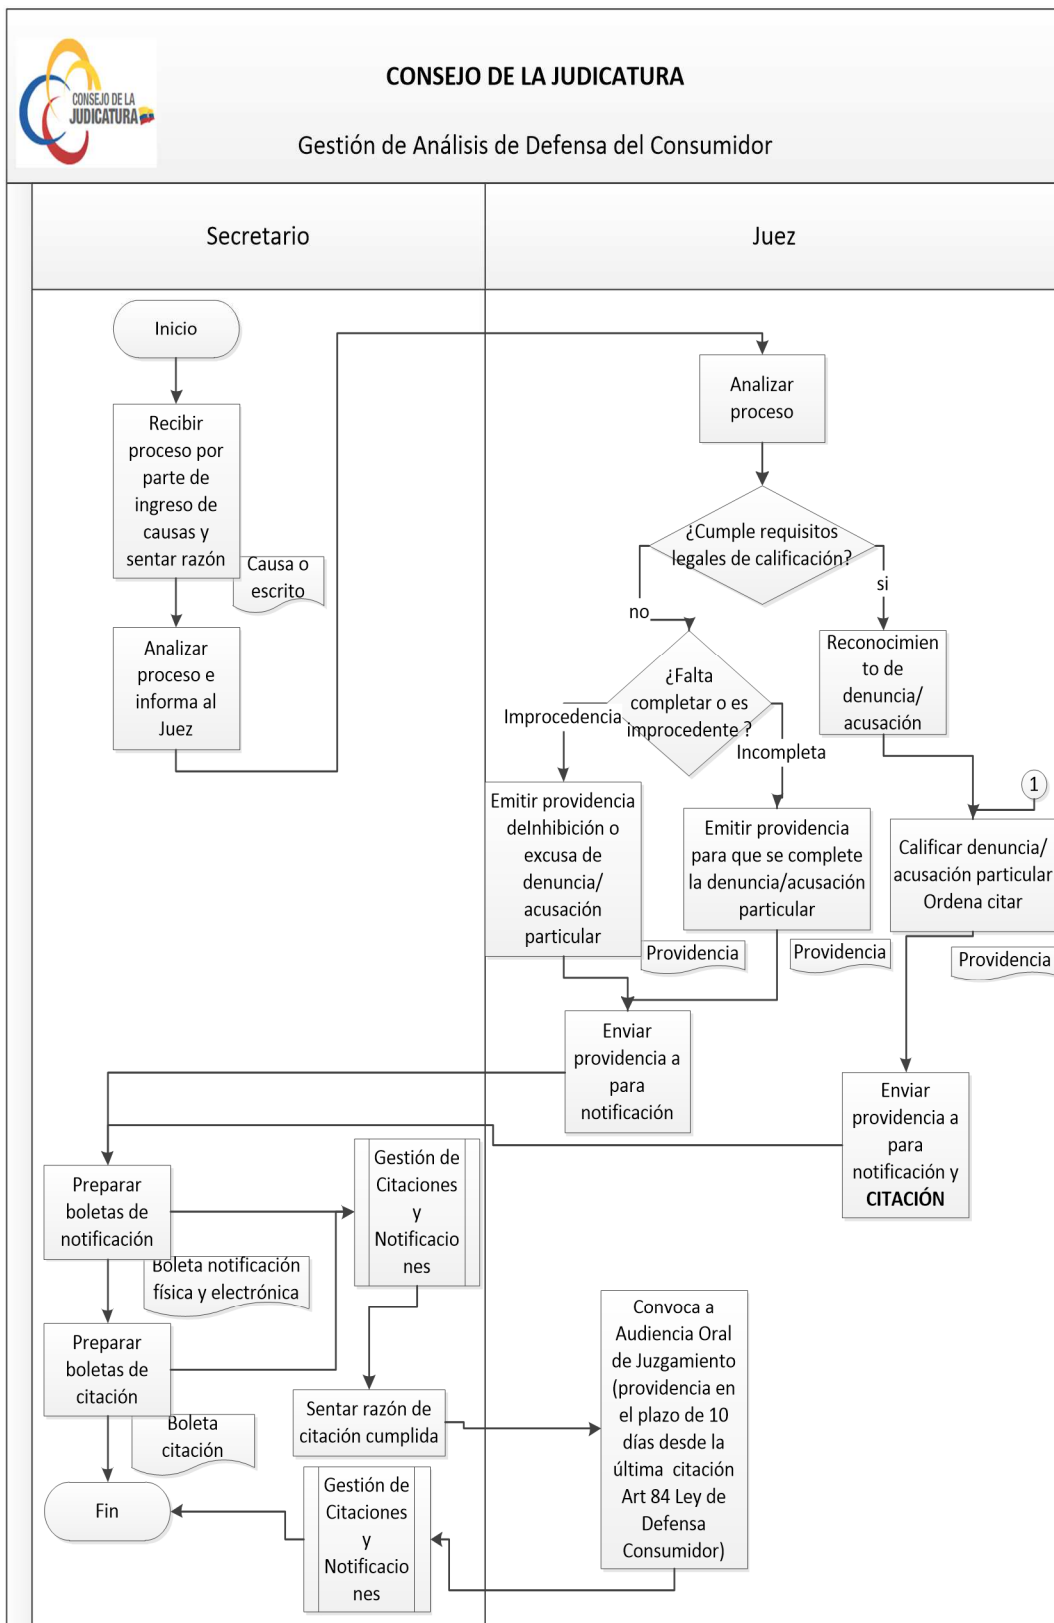 CONSEJO DE LA
JUDICATURA
CONSEJO DE LA JUDICATURA
Gestión de Análisis de Defensa del Consumidor
Secretario
Juez
Inicio
Recibir
proceso por
parte de
ingreso de
causas y
sentar razón
Causa o
escrito
Analizar
proceso e
informa al
Juez
Analizar
proceso
¿Cumple requisitos
legales de calificación?
no
si
¿Falta
completar o es
improcedente ?
Improcedencia
Incompleta
Reconocimien
to de
denuncia/
acusación
1
Emitir providencia
deInhibición o
excusa de
denuncia/
acusación
particular
Providencia
Emitir providencia
para que se complete
la denuncia/acusación
particular
Providencia
Calificar denuncia/
acusación particular
Ordena citar
Providencia
Enviar
providencia a
para
notificación
Enviar
providencia a
para
notificación y
CITACIÓN
Preparar
boletas de
notificación
Boleta notificación
física y electrónica
Gestión de
Citaciones
y
Notificacio
nes
Preparar
boletas de
citación
Boleta
citación
Sentar razón de
citación cumplida
Convoca a
Audiencia Oral
de Juzgamiento
(providencia en
el plazo de 10
días desde la
última citación
Art 84 Ley de
Defensa
Consumidor)
Gestión de
Citaciones
y
Notificacio
nes
Fin